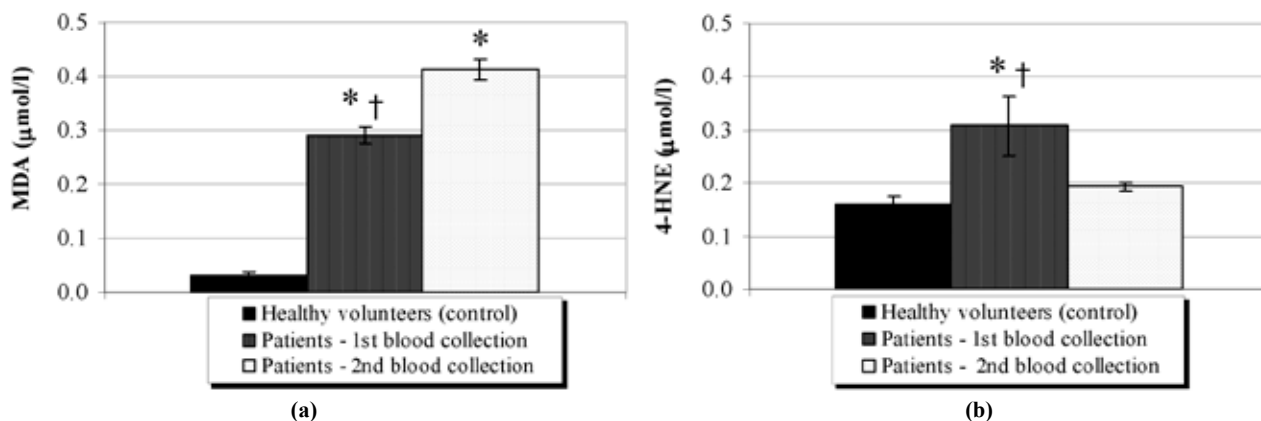 0.5
0.4
0.3
0.2
0.1
0.0
MDA (µmol/l)
* †
*
■ Healthy volunteers (control)
■ Patients - 1st blood collection
□ Patients - 2nd blood collection
(a)
0.5
0.4
0.3
0.2
0.1
0.0
4-HNE (µmol/l)
* †
■ Healthy volunteers (control)
■ Patients - 1st blood collection
□ Patients - 2nd blood collection
(b)